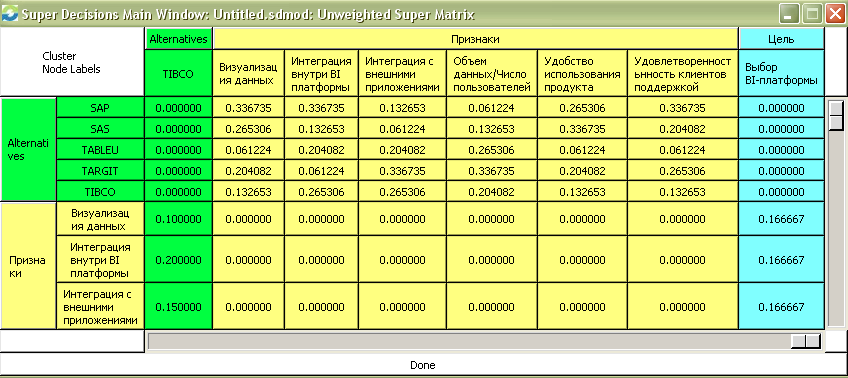 Super Decisions Main Window: Untitled.sdmod: Unweighted Super Matrix
Cluster
Node Labels
Alternatives
Признаки
Цель
TIBCO
Визуализац
ия данных
Интеграция
внутри BI
платформы
Интеграция с
внешними
приложениями
Объем
данных/Число
пользователей
Удобство
использования
продукта
Удовлетворенност
ьность клиентов
поддержкой
Выбор
BI-платформы
Alternati
ves
SAP 0.000000 0.336735 0.336735 0.132653 0.061224 0.265306 0.336735 0.000000
SAS 0.000000 0.265306 0.132653 0.061224 0.132653 0.336735 0.204082 0.000000
TABLEU 0.000000 0.061224 0.204082 0.204082 0.265306 0.061224 0.061224 0.000000
TARGIT 0.000000 0.204082 0.061224 0.336735 0.336735 0.204082 0.265306 0.000000
TIBCO 0.000000 0.132653 0.265306 0.265306 0.204082 0.132653 0.132653 0.000000
Призна
ки
Визуализац
ия данных
0.100000 0.000000 0.000000 0.000000 0.000000 0.000000 0.000000 0.166667
Интеграция
внутри BI
платформы
0.200000 0.000000 0.000000 0.000000 0.000000 0.000000 0.000000 0.166667
Интеграция с
внешними
приложениями
0.150000 0.000000 0.000000 0.000000 0.000000 0.000000 0.000000 0.166667
Done